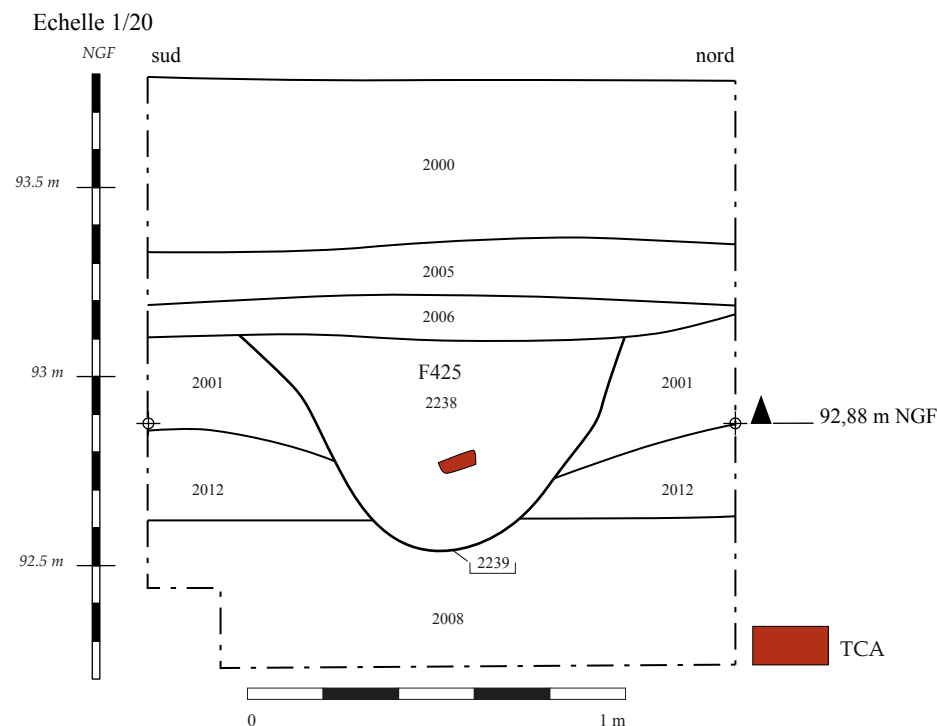 Echelle 1/20
NGF
sud
nord
2000
93.5 m
2005
2006
F425
93 m
2001
2001
2238
92,88 m NGF
2012
2012
92.5 m
2239
2008
TCA
0
1 m